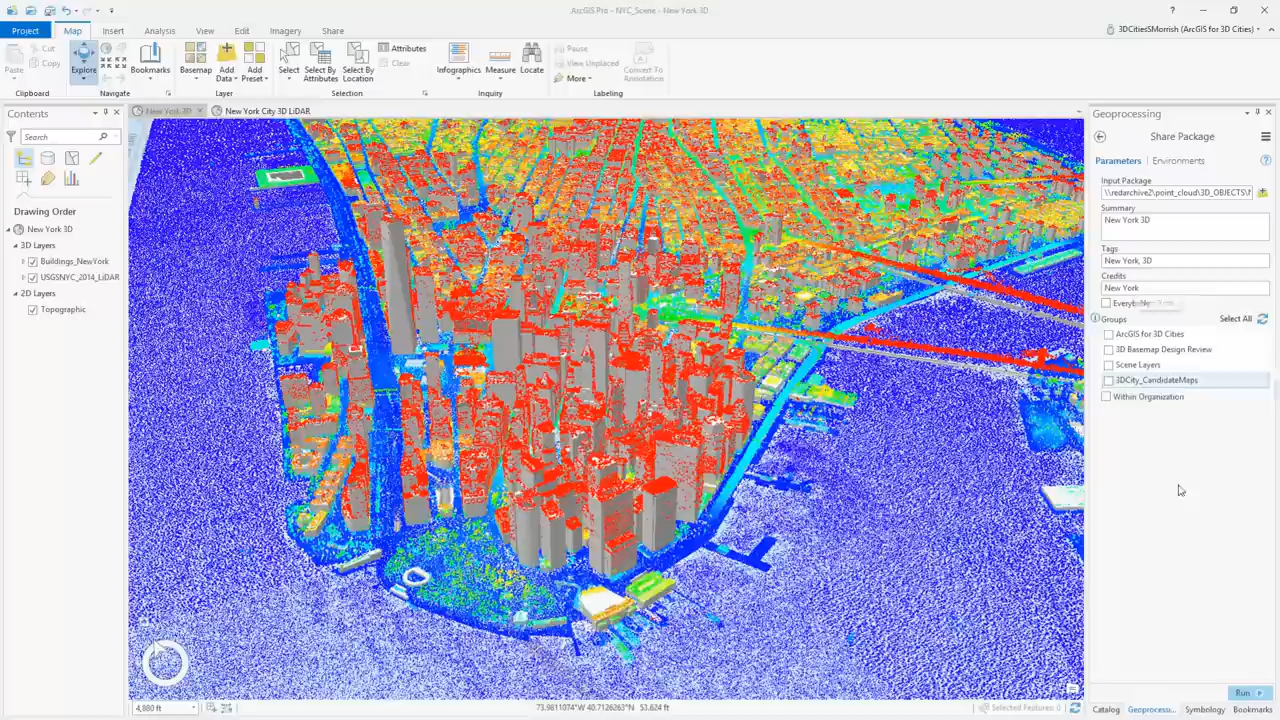 ArcGIS Pro - NYC_Scene - New York 3D
Project Map Insert Analysis View Edit Imagery Share
3DCitiesSMorrish (ArcGIS for 3D Cities)
Paste
Cut
Copy
Clipboard
Explore
Navigate
Bookmarks
Basemap
Add Data
Add Preset
Layer
Select
Select By Attributes
Select By Location
Attributes
Clear
Selection
Infographics
Measure
Locate
Inquiry
Pause
View Unplaced
More
Convert To Annotation
Labeling
Contents
Search
Drawing Order
New York 3D
3D Layers
Buildings_NewYork
USGSNYC_2014_LiDAR
2D Layers
Topographic
New York 3D
New York City 3D LiDAR
4,880 ft
73.9811074°W 40.7126263°N 53,624 ft
Selected Features: 0
Geoprocessing
Share Package
Parameters Environments
Input Package
\\redarchive2\point_cloud\3D_OBJECTS\
Summary
New York 3D
Tags
New York, 3D
Credits
New York
Groups Select All
ArcGIS for 3D Cities
3D Basemap Design Review
Scene Layers
3DCity_CandidateMaps
Within Organization
Run
Catalog Geoprocessi... Symbology Bookmarks